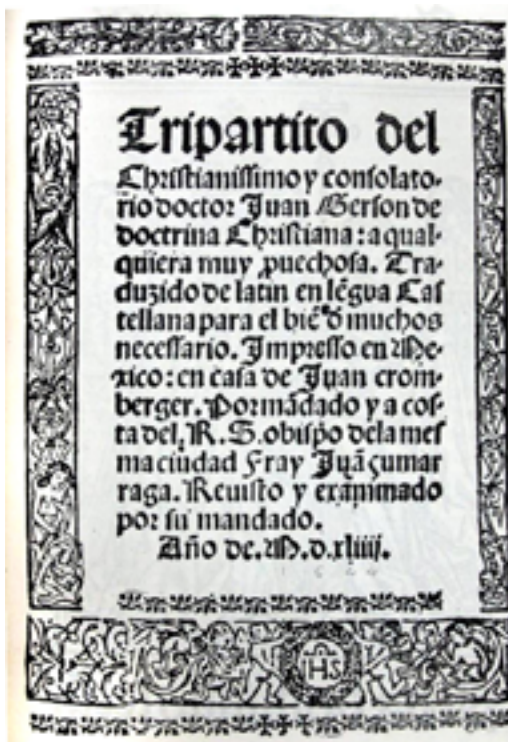 Tripartito del
Christianissimo y consolato-
rio doctor Juan Gerson de
doctrina Christiana: a qual-
quiera muy ꝓuechosa. Tra-
duzido de latin en lẽgua Cas
tellana para el biẽ ð muchos
necessario. Impresso en Me-
xico: en casa de Juan crom-
berger. Por mãdado y a cos-
ta del. R. S. obispo dela mes
ma ciudad Fray Juã çumar
raga. Reuisto y examinado
por su mandado.
Año de. M. d. xliiij.
IHS